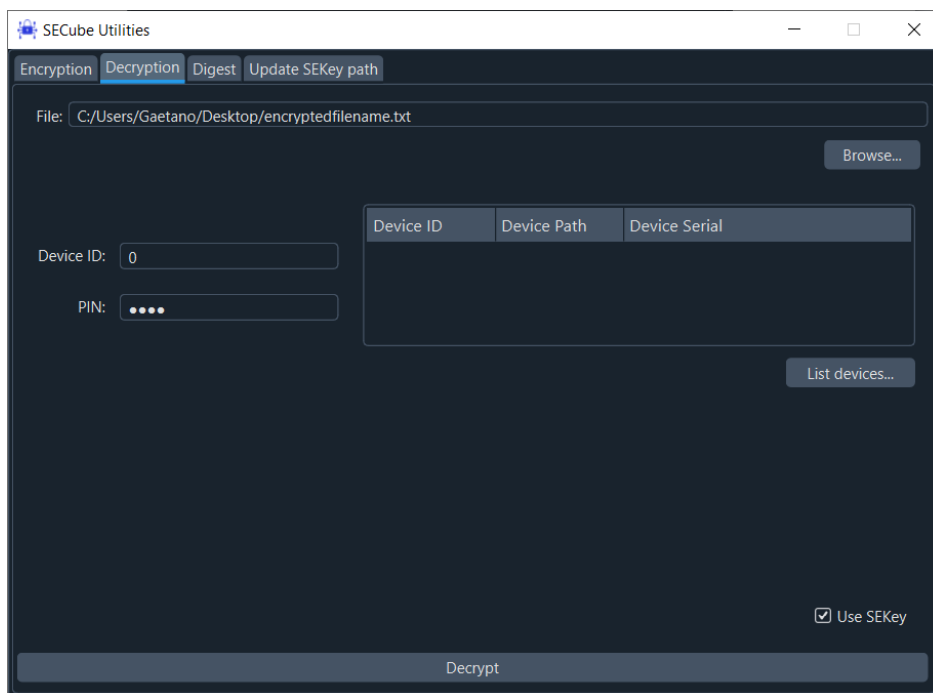 SECube Utilities
Encryption Decryption Digest Update SEKey path
File: C:/Users/Gaetano/Desktop/encryptedfilename.txt
Browse...
Device ID Device Path Device Serial
Device ID: 0
PIN: ●●●●
List devices...
Use SEKey
Decrypt